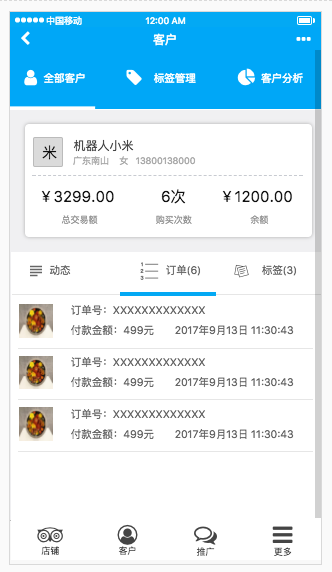 中国移动 12:00 AM
客户
全部客户 标签管理 客户分析
米 机器人小米
广东南山 女 13800138000
￥3299.00 6次 ￥1200.00
总交易额 购买次数 余额
动态 订单(6) 标签(3)
订单号：XXXXXXXXXXXXX
付款金额：499元 2017年9月13日 11:30:43
订单号：XXXXXXXXXXXXX
付款金额：499元 2017年9月13日 11:30:43
订单号：XXXXXXXXXXXXX
付款金额：499元 2017年9月13日 11:30:43
店铺 客户 推广 更多